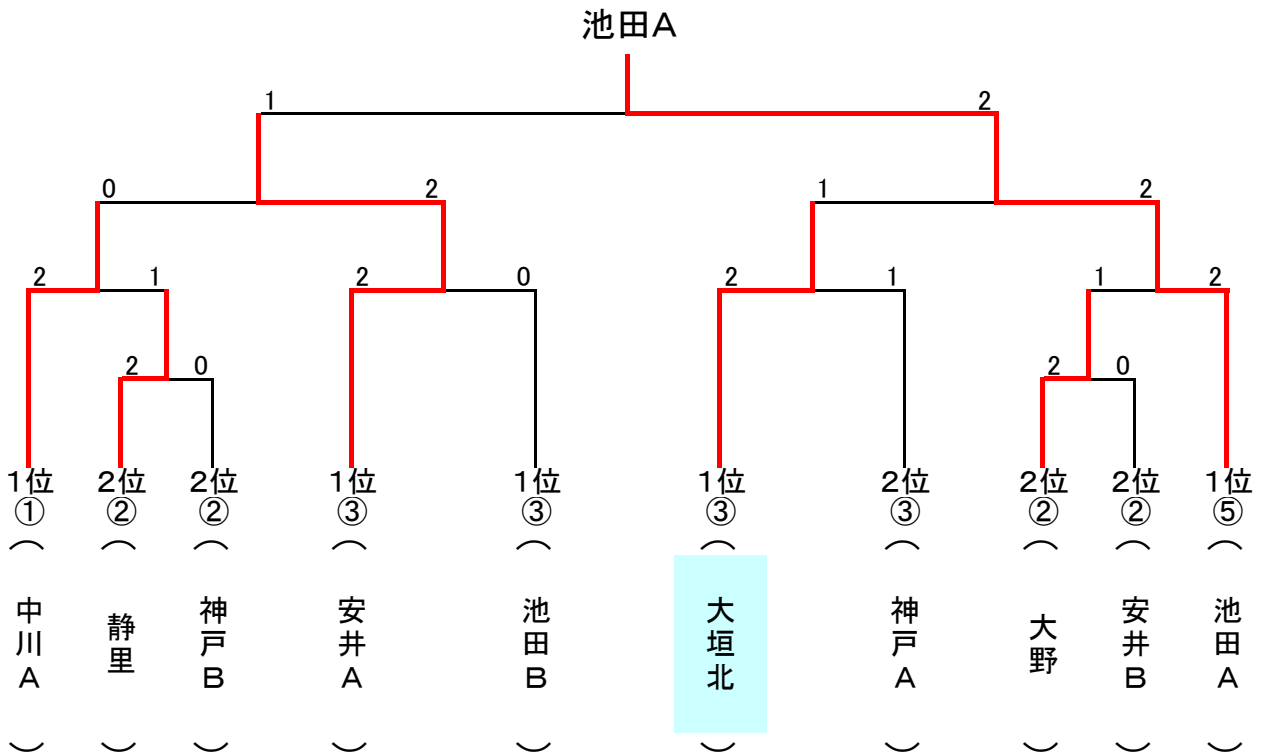 池田A
1 2
0 2 1 2
2 1 2 0 2 1 1 2
2 0 2 0
1位 2位 2位 1位 1位 1位 2位 2位 2位 1位
① ② ② ③ ③ ③ ③ ② ② ⑤
（中川A）
（静里）
（神戸B）
（安井A）
（池田B）
（大垣北）
（神戸A）
（大野）
（安井B）
（池田A）